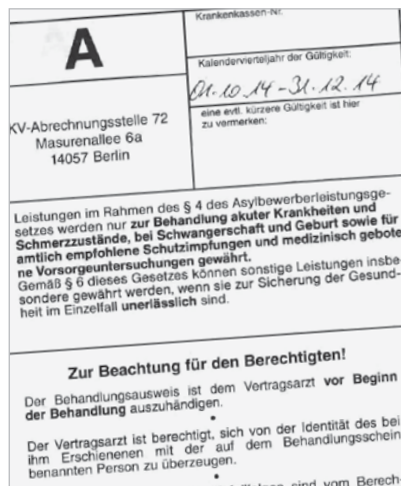 A
Krankenkassen-Nr.
Kalendervierteljahr der Gültigkeit:
01.10.14-31.12.14
eine evtl. kürzere Gültigkeit ist hier
zu vermerken:
KV-Abrechnungsstelle 72
Masurenallee 6a
14057 Berlin
Leistungen im Rahmen des § 4 des Asylbewerberleistungsge-
setzes werden nur zur Behandlung akuter Krankheiten und
Schmerzzustände, bei Schwangerschaft und Geburt sowie für
amtlich empfohlene Schutzimpfungen und medizinisch gebote
ne Vorsorgeuntersuchungen gewährt.
Gemäß § 6 dieses Gesetzes können sonstige Leistungen insbe
sondere gewährt werden, wenn sie zur Sicherung der Gesund-
heit im Einzelfall unerlässlich sind.
Zur Beachtung für den Berechtigten!
Der Behandlungsausweis ist dem Vertragsarzt vor Beginn
der Behandlung auszuhändigen.
Der Vertragsarzt ist berechtigt, sich von der Identität des bei
ihm Erschienenen mit der auf dem Behandlungsschein
benannten Person zu überzeugen.
sind vom Berech-